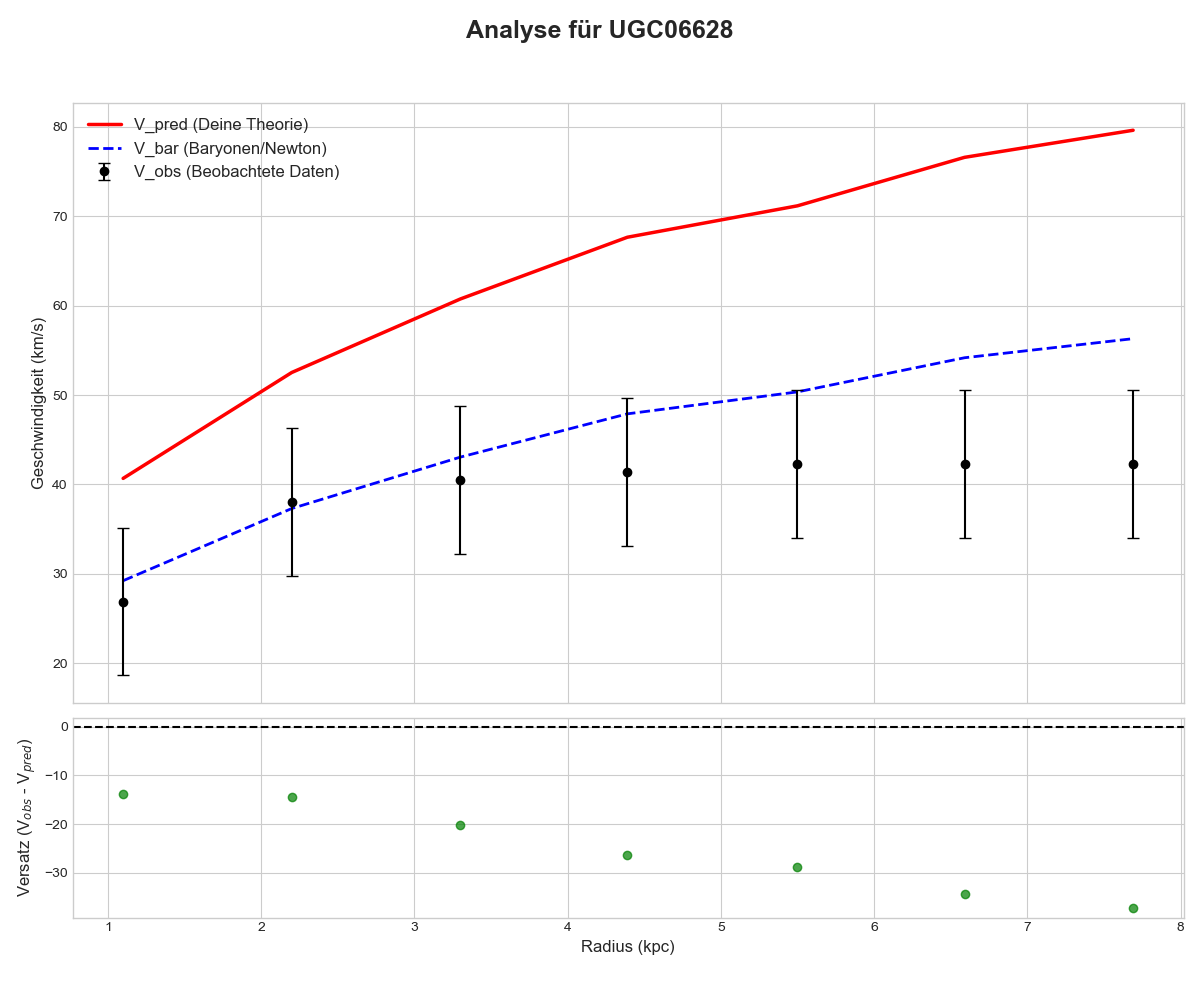 Analyse für UGC06628
V_pred (Deine Theorie)
V_bar (Baryonen/Newton)
V_obs (Beobachtete Daten)
Geschwindigkeit (km/s)
80
70
60
50
40
30
20
Versatz (V_obs - V_pred)
0
−10
−20
−30
1 2 3 4 5 6 7 8
Radius (kpc)